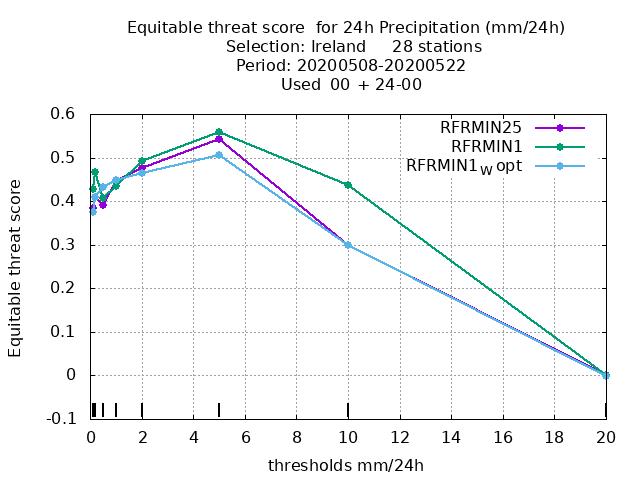 Equitable threat score  for 24h Precipitation (mm/24h)
Selection: Ireland     28 stations
Period: 20200508-20200522
Used  00 + 24-00
RFRMIN25
RFRMIN1
RFRMIN1W opt
Equitable threat score
0.6
0.5
0.4
0.3
0.2
0.1
0
-0.1
0 2 4 6 8 10 12 14 16 18 20
thresholds mm/24h